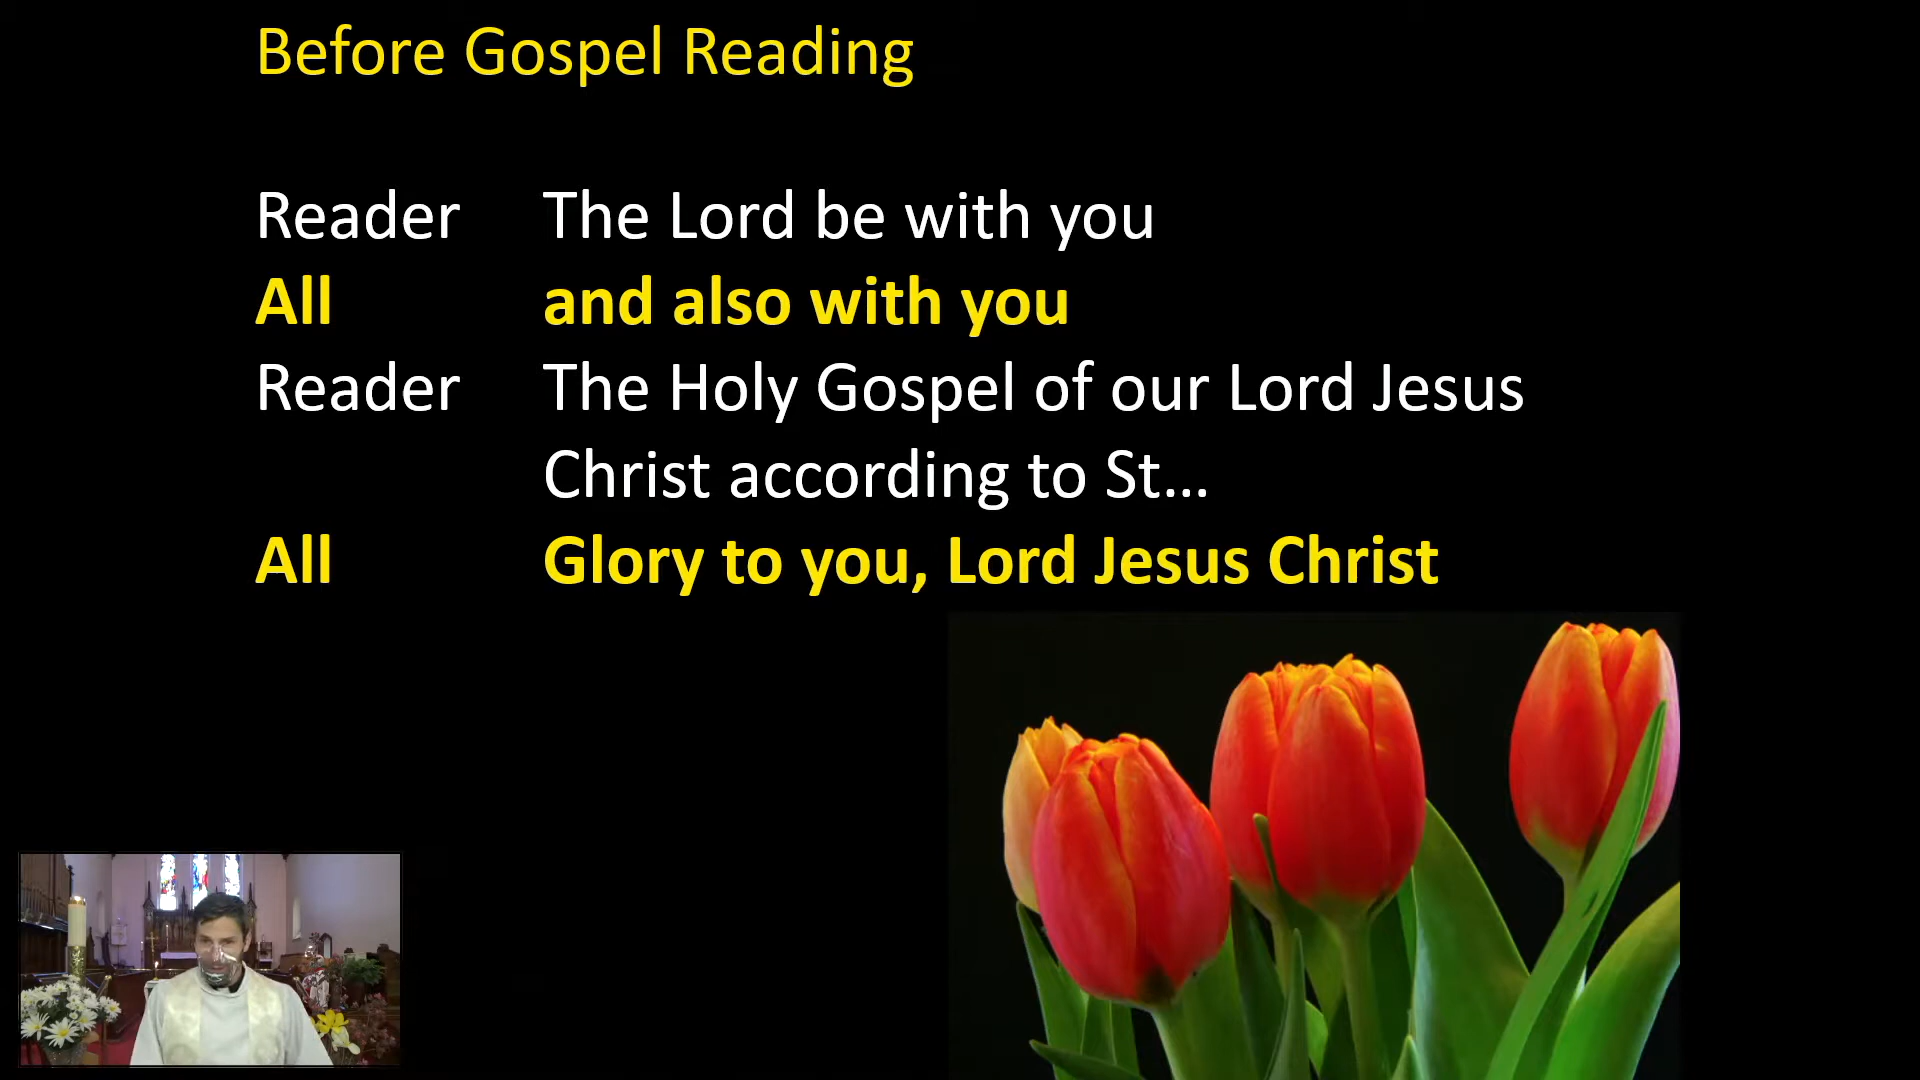 Before Gospel Reading
Reader The Lord be with you
All and also with you
Reader The Holy Gospel of our Lord Jesus
Christ according to St...
All Glory to you, Lord Jesus Christ